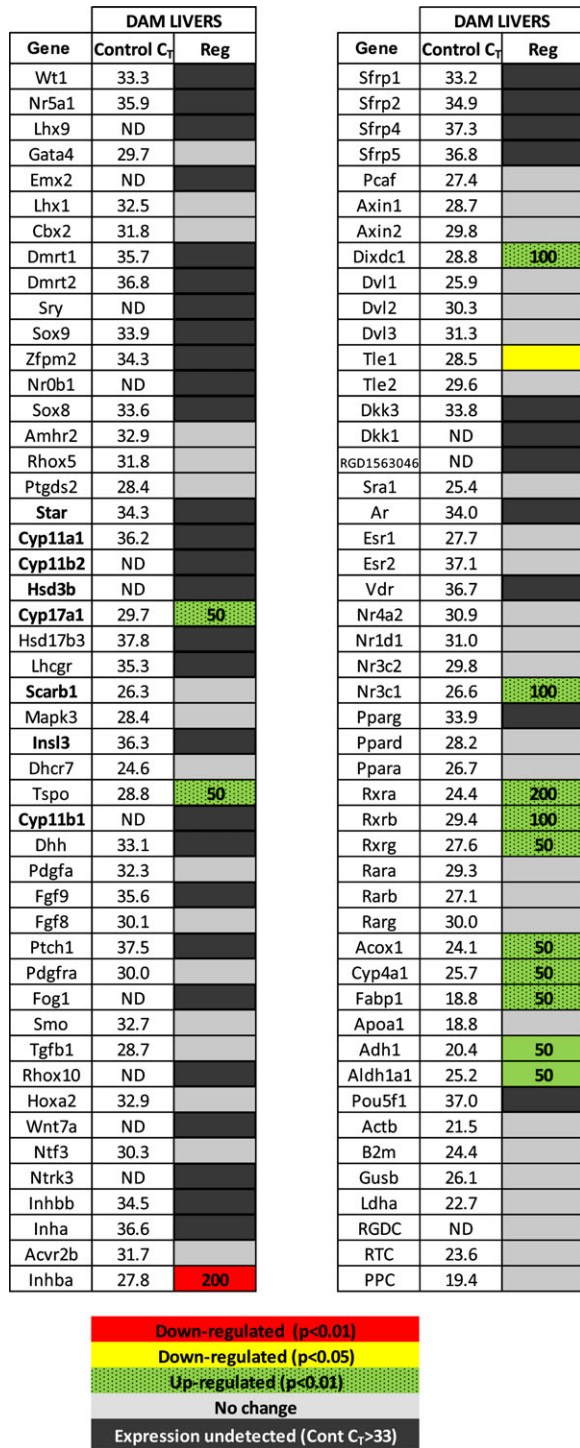 DAM LIVERS
Gene Control CT Reg
Wt1 33.3
Nr5a1 35.9
Lhx9 ND
Gata4 29.7
Emx2 ND
Lhx1 32.5
Cbx2 31.8
Dmrt1 35.7
Dmrt2 36.8
Sry ND
Sox9 33.9
Zfpm2 34.3
Nr0b1 ND
Sox8 33.6
Amhr2 32.9
Rhox5 31.8
Ptgds2 28.4
Star 34.3
Cyp11a1 36.2
Cyp11b2 ND
Hsd3b ND
Cyp17a1 29.7 50
Hsd17b3 37.8
Lhcgr 35.3
Scarb1 26.3
Mapk3 28.4
Insl3 36.3
Dhcr7 24.6
Tspo 28.8 50
Cyp11b1 ND
Dhh 33.1
Pdgfa 32.3
Fgf9 35.6
Fgf8 30.1
Ptch1 37.5
Pdgfra 30.0
Fog1 ND
Smo 32.7
Tgfb1 28.7
Rhox10 ND
Hoxa2 32.9
Wnt7a ND
Ntf3 30.3
Ntrk3 ND
Inhbb 34.5
Inha 36.6
Acvr2b 31.7
Inhba 27.8 200
DAM LIVERS
Gene Control CT Reg
Sfrp1 33.2
Sfrp2 34.9
Sfrp4 37.3
Sfrp5 36.8
Pcaf 27.4
Axin1 28.7
Axin2 29.8
Dixdc1 28.8 100
Dvl1 25.9
Dvl2 30.3
Dvl3 31.3
Tle1 28.5
Tle2 29.6
Dkk3 33.8
Dkk1 ND
RGD1563046 ND
Sra1 25.4
Ar 34.0
Esr1 27.7
Esr2 37.1
Vdr 36.7
Nr4a2 30.9
Nr1d1 31.0
Nr3c2 29.8
Nr3c1 26.6 100
Pparg 33.9
Ppard 28.2
Ppara 26.7
Rxra 24.4 200
Rxrb 29.4 100
Rxrg 27.6 50
Rara 29.3
Rarb 27.1
Rarg 30.0
Acox1 24.1 50
Cyp4a1 25.7 50
Fabp1 18.8 50
Apoa1 18.8
Adh1 20.4 50
Aldh1a1 25.2 50
Pou5f1 37.0
Actb 21.5
B2m 24.4
Gusb 26.1
Ldha 22.7
RGDC ND
RTC 23.6
PPC 19.4
Down-regulated (p<0.01)
Down-regulated (p<0.05)
Up-regulated (p<0.01)
No change
Expression undetected (Cont CT>33)